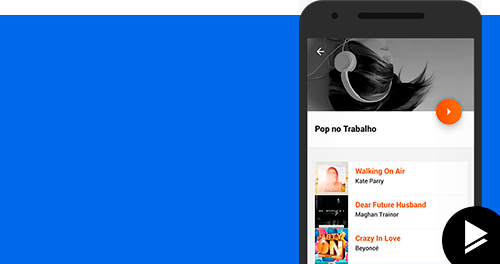 Pop no Trabalho
Walking On Air
Kate Parry
Dear Future Husband
Maghan Trainor
Crazy In Love
Beyoncé